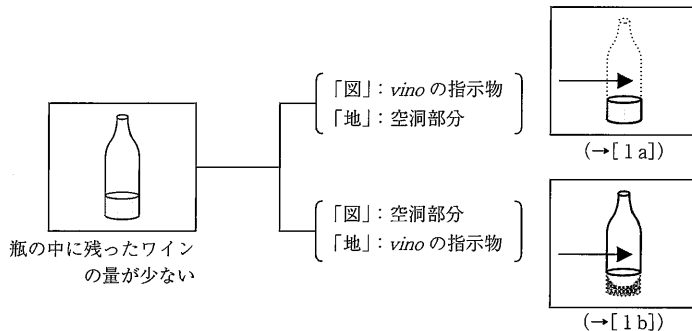 「図」：vino の指示物
「地」：空洞部分
(→[1a])
瓶の中に残ったワイン
の量が少ない
「図」：空洞部分
「地」：vino の指示物
(→[1b])